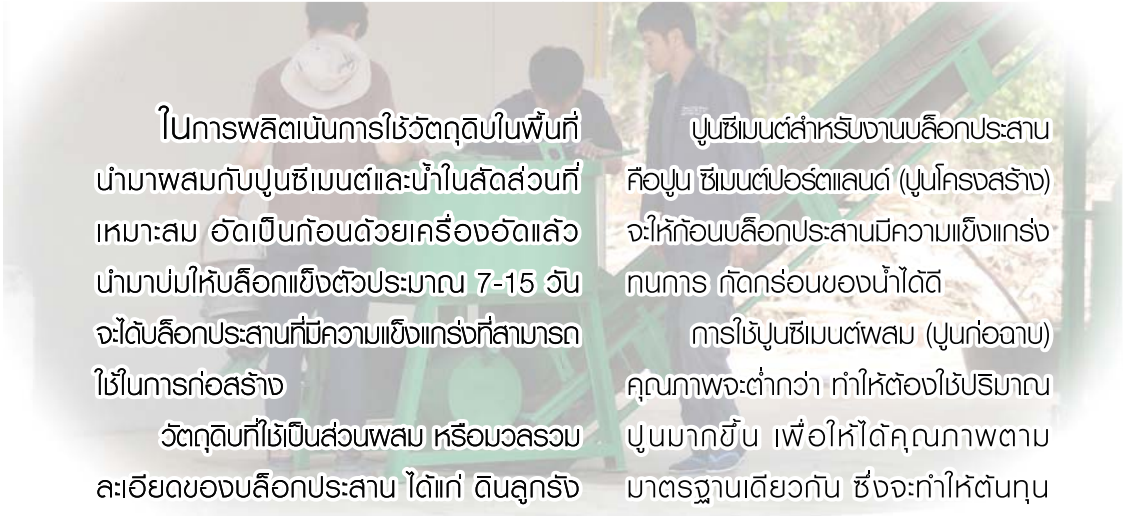 ในการผลิตเน้นการใช้วัตถุดิบในพื้นที่
นำมาผสมกับปูนซีเมนต์และน้ำในสัดส่วนที่
เหมาะสม อัดเป็นก้อนด้วยเครื่องอัดแล้ว
นำมาบ่มให้บล็อกแข็งตัวประมาณ 7-15 วัน
จะได้บล็อกประสานที่มีความแข็งแกร่งที่สามารถ
ใช้ในการก่อสร้าง
วัตถุดิบที่ใช้เป็นส่วนผสม หรือมวลรวม
ละเอียดของบล็อกประสาน ได้แก่ ดินลูกรัง
ปูนซีเมนต์สำหรับงานบล็อกประสาน
คือปูน ซีเมนต์ปอร์ตแลนด์ (ปูนโครงสร้าง)
จะให้ก้อนบล็อกประสานมีความแข็งแกร่ง
ทนการ กัดกร่อนของน้ำได้ดี
การใช้ปูนซีเมนต์ผสม (ปูนก่อฉาบ)
คุณภาพจะต่ำกว่า ทำให้ต้องใช้ปริมาณ
ปูนมากขึ้น เพื่อให้ได้คุณภาพตาม
มาตรฐานเดียวกัน ซึ่งจะทำให้ต้นทุน